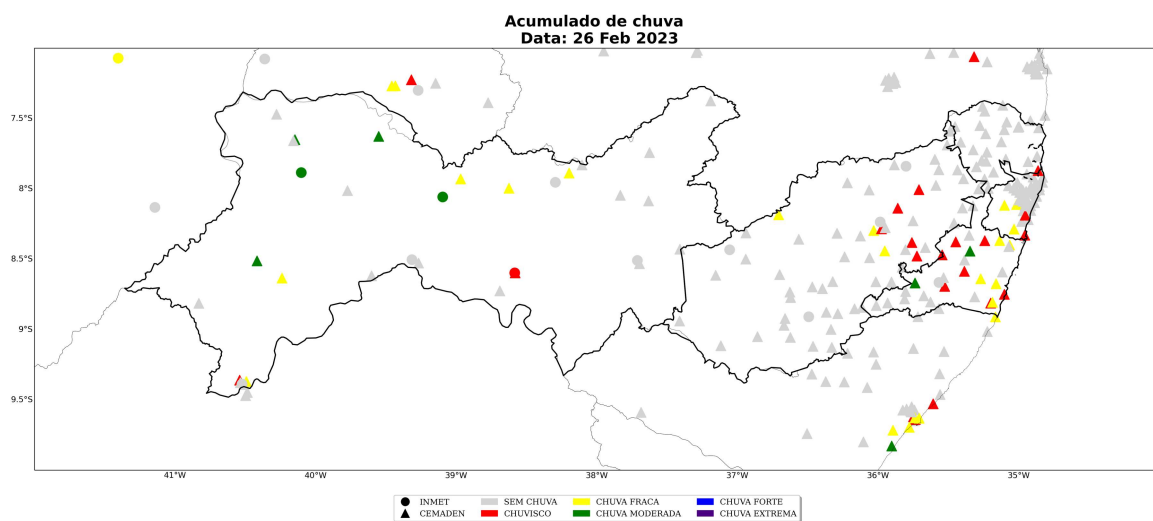 Acumulado de chuva
Data: 26 Feb 2023
7.5°S
8°S
8.5°S
9°S
9.5°S
41°W 40°W 39°W 38°W 37°W 36°W 35°W
INMET SEM CHUVA CHUVA FRACA CHUVA FORTE
CEMADEN CHUVISCO CHUVA MODERADA CHUVA EXTREMA